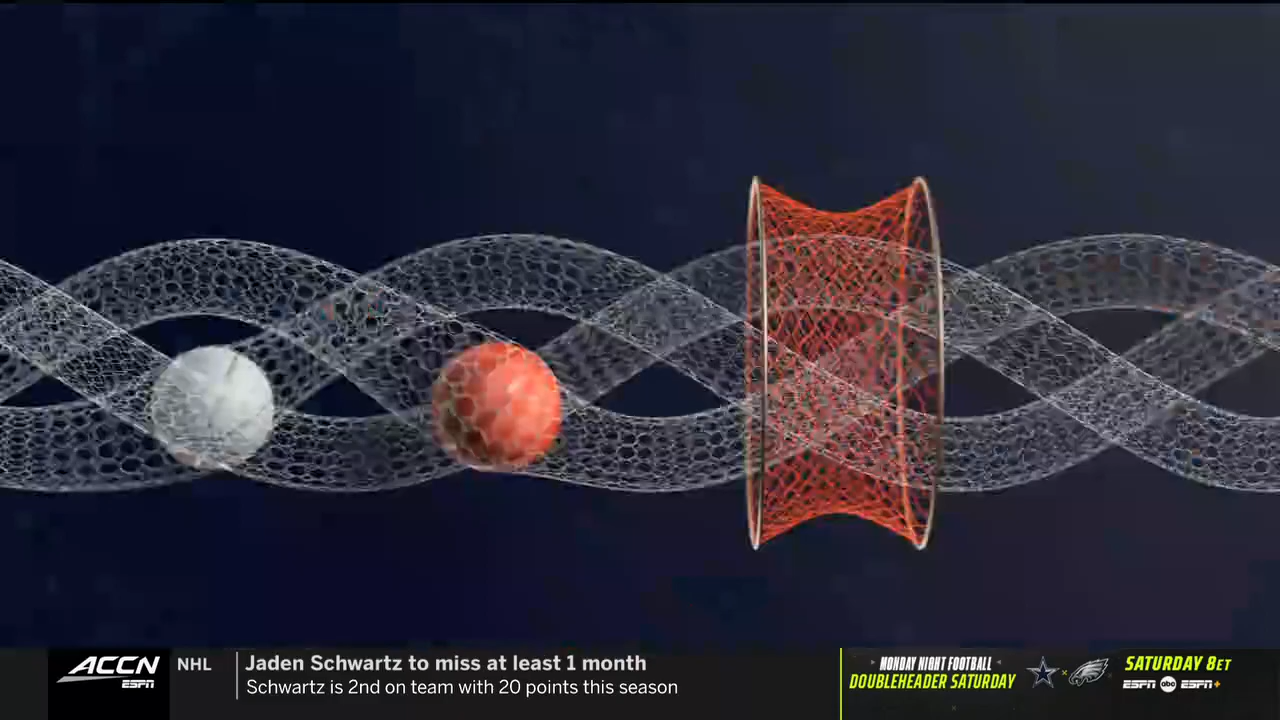 ACCN
ESPN
NHL
Jaden Schwartz to miss at least 1 month
Schwartz is 2nd on team with 20 points this season
MONDAY NIGHT FOOTBALL
DOUBLEHEADER SATURDAY
X
SATURDAY 8ET
ESPN abc ESPN+